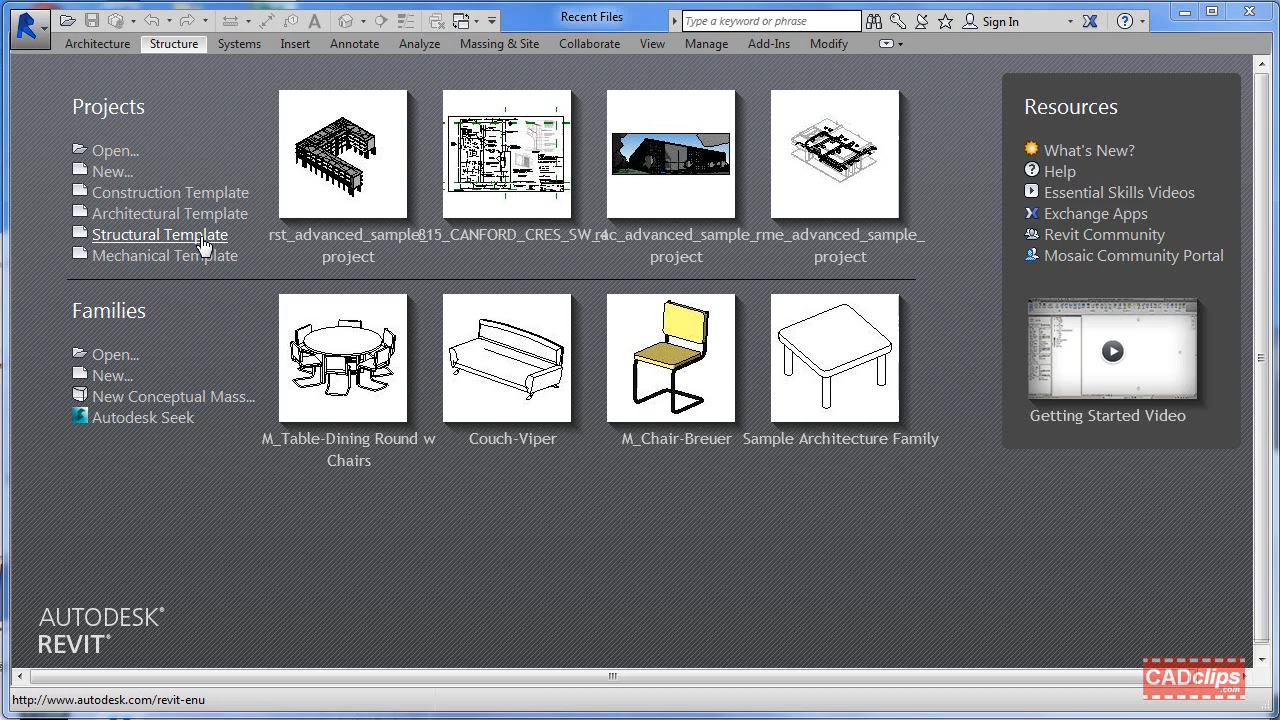 Recent Files
Type a keyword or phrase
Sign In
Architecture
Structure
Systems
Insert
Annotate
Analyze
Massing & Site
Collaborate
View
Manage
Add-Ins
Modify
Projects
Open...
New...
Construction Template
Architectural Template
Structural Template
Mechanical Template
rst_advanced_sample
project
815_CANFORD_CRES_SW_
_advanced_sample_
project
rme_advanced_sample_
project
Families
Open...
New...
New Conceptual Mass...
Autodesk Seek
M_Table-Dining Round w
Chairs
Couch-Viper
M_Chair-Breuer
Sample Architecture Family
Resources
What's New?
Help
Essential Skills Videos
Exchange Apps
Revit Community
Mosaic Community Portal
Getting Started Video
AUTODESK®
REVIT®
CADclips
.com
http://www.autodesk.com/revit-enu